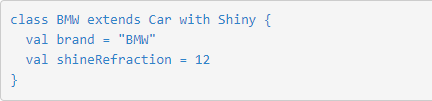 class BMW extends Car with Shiny {
  val brand = "BMW"
  val shineRefraction = 12
}